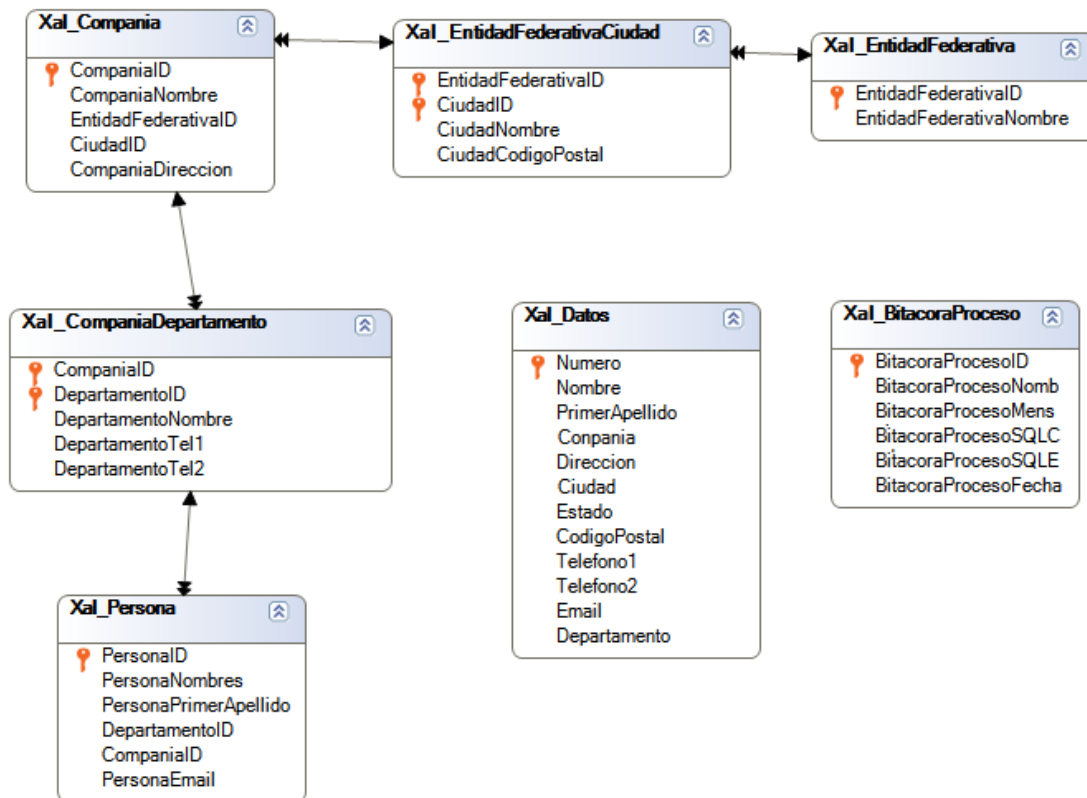 Xal_Compania
CompaniaID
CompaniaNombre
EntidadFederativaID
CiudadID
CompaniaDireccion
Xal_EntidadFederativaCiudad
EntidadFederativaID
CiudadID
CiudadNombre
CiudadCodigoPostal
Xal_EntidadFederativa
EntidadFederativaID
EntidadFederativaNombre
Xal_CompaniaDepartamento
CompaniaID
DepartamentoID
DepartamentoNombre
DepartamentoTel1
DepartamentoTel2
Xal_Datos
Numero
Nombre
PrimerApellido
Conpania
Direccion
Ciudad
Estado
CodigoPostal
Telefono1
Telefono2
Email
Departamento
Xal_BitacoraProceso
BitacoraProcesoID
BitacoraProcesoNomb
BitacoraProcesoMens
BitacoraProcesoSQLC
BitacoraProcesoSQLE
BitacoraProcesoFecha
Xal_Persona
PersonaID
PersonaNombres
PersonaPrimerApellido
DepartamentoID
CompaniaID
PersonaEmail